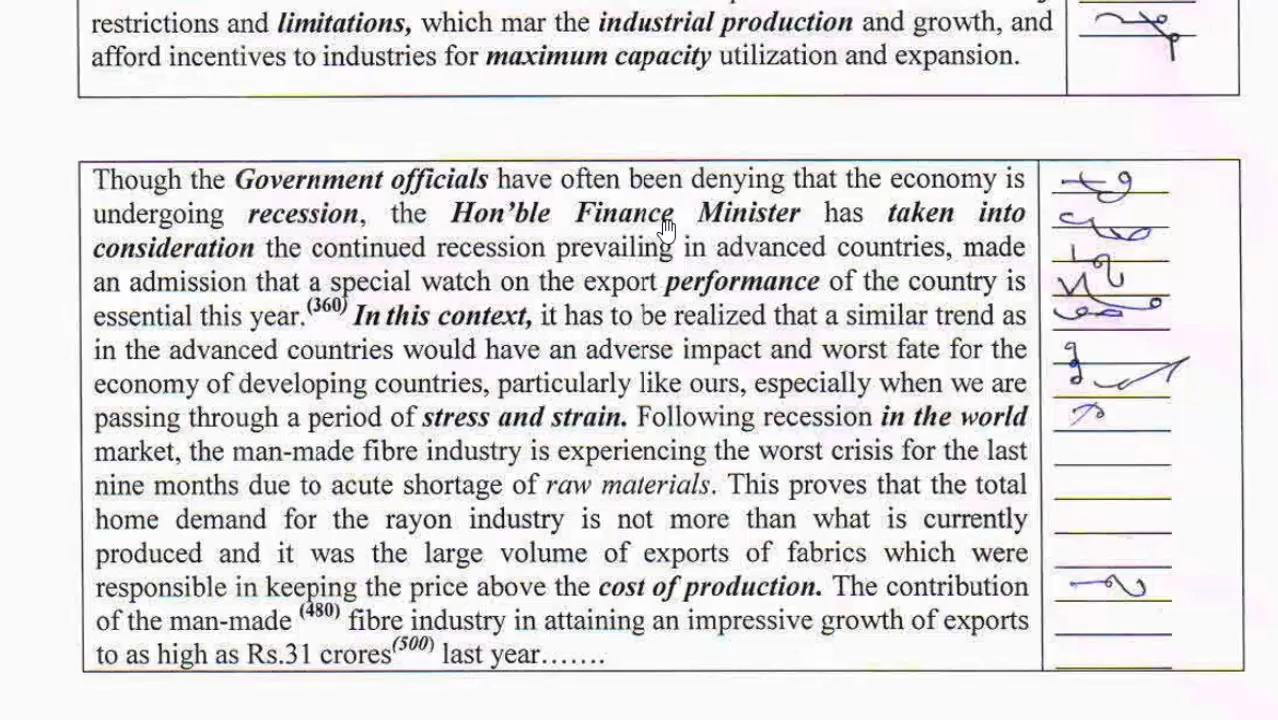 restrictions and limitations, which mar the industrial production and growth, and
afford incentives to industries for maximum capacity utilization and expansion.
Though the Government officials have often been denying that the economy is
undergoing recession, the Hon’ble Finance Minister has taken into
consideration the continued recession prevailing in advanced countries, made
an admission that a special watch on the export performance of the country is
essential this year.(360) In this context, it has to be realized that a similar trend as
in the advanced countries would have an adverse impact and worst fate for the
economy of developing countries, particularly like ours, especially when we are
passing through a period of stress and strain. Following recession in the world
market, the man-made fibre industry is experiencing the worst crisis for the last
nine months due to acute shortage of raw materials. This proves that the total
home demand for the rayon industry is not more than what is currently
produced and it was the large volume of exports of fabrics which were
responsible in keeping the price above the cost of production. The contribution
of the man-made (480) fibre industry in attaining an impressive growth of exports
to as high as Rs.31 crores(500) last year…….